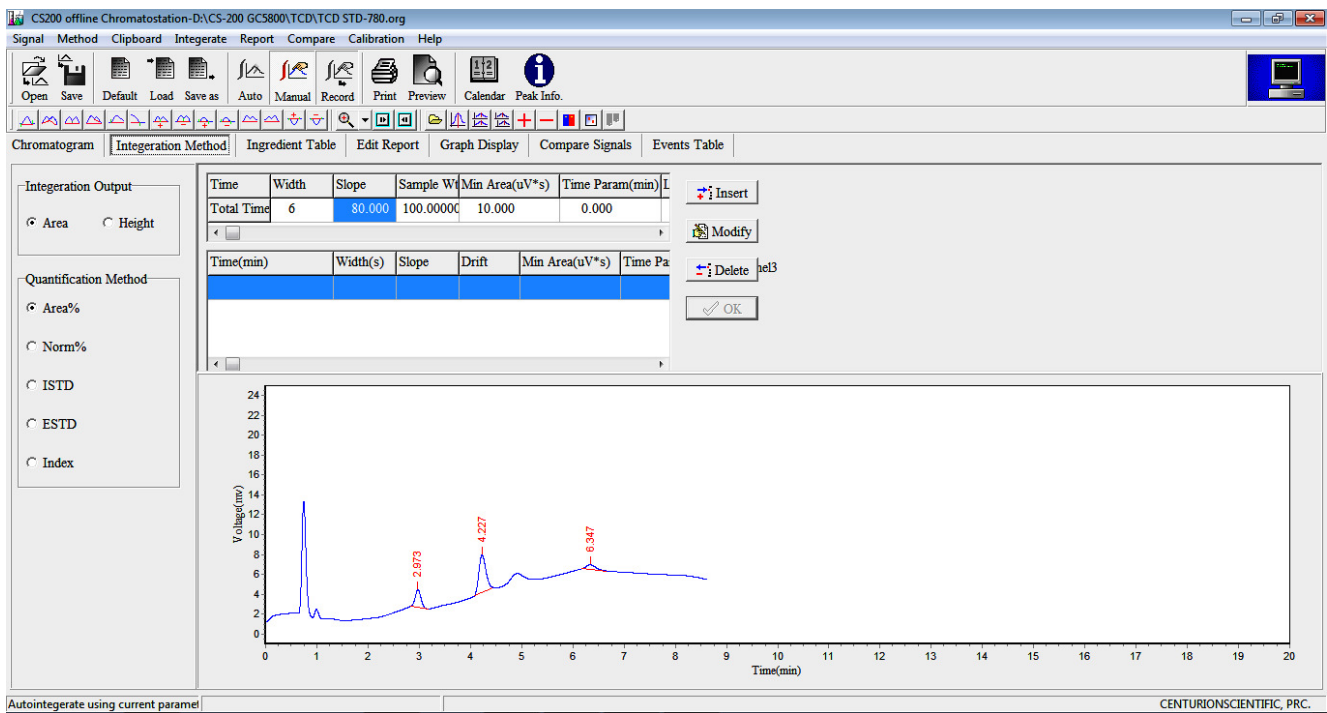 CS200 offline Chromatostation-D:\CS-200 GC5800\TCD\TCD STD-780.org
Signal Method Clipboard Integerate Report Compare Calibration Help
Open Save Default Load Save as Auto Manual Record Print Preview Calendar Peak Info.
Chromatogram Integeration Method Ingredient Table Edit Report Graph Display Compare Signals Events Table
Integeration Output
Area Height
Quantification Method
Area%
Norm%
ISTD
ESTD
Index
Time Width Slope Sample Wt Min Area(uV*s) Time Param(min) L
Total Time 6 80.000 100.00000 10.000 0.000
Time(min) Width(s) Slope Drift Min Area(uV*s) Time Pa
Insert
Modify
Delete nel3
OK
Voltage(mv)
24
22
20
18
16
14
12
10
8
6
4
2
0
2.973
4.227
6.347
0 1 2 3 4 5 6 7 8 9 10 11 12 13 14 15 16 17 18 19 20
Time(min)
Autointegerate using current paramet CENTURIONSCIENTIFIC, PRC.